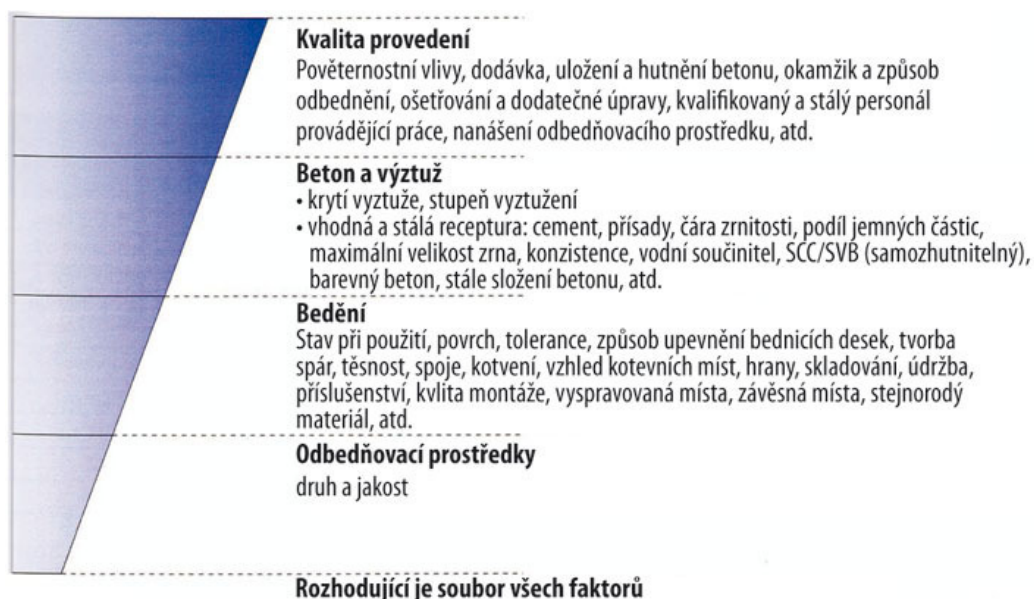 Kvalita provedení
Pověternostní vlivy, dodávka, uložení a hutnění betonu, okamžik a způsob
odbednění, ošetřování a dodatečné úpravy, kvalifikovaný a stálý personál
provádějící práce, nanášení odbedňovacího prostředku, atd.
Beton a výztuž
• krytí vyztuže, stupeň vyztužení
• vhodná a stálá receptura: cement, přísady, čára zrnitosti, podíl jemných částic,
maximální velikost zrna, konzistence, vodní součinitel, SCC/SVB (samozhutnitelný),
barevný beton, stále složení betonu, atd.
Bedění
Stav při použití, povrch, tolerance, způsob upevnění bednicích desek, tvorba
spár, těsnost, spoje, kotvení, vzhled kotevních míst, hrany, skladování, údržba,
příslušenství, kvlita montáže, vyspravovaná místa, závěsná místa, stejnorodý
materiál, atd.
Odbedňovací prostředky
druh a jakost
Rozhodující je soubor všech faktorů